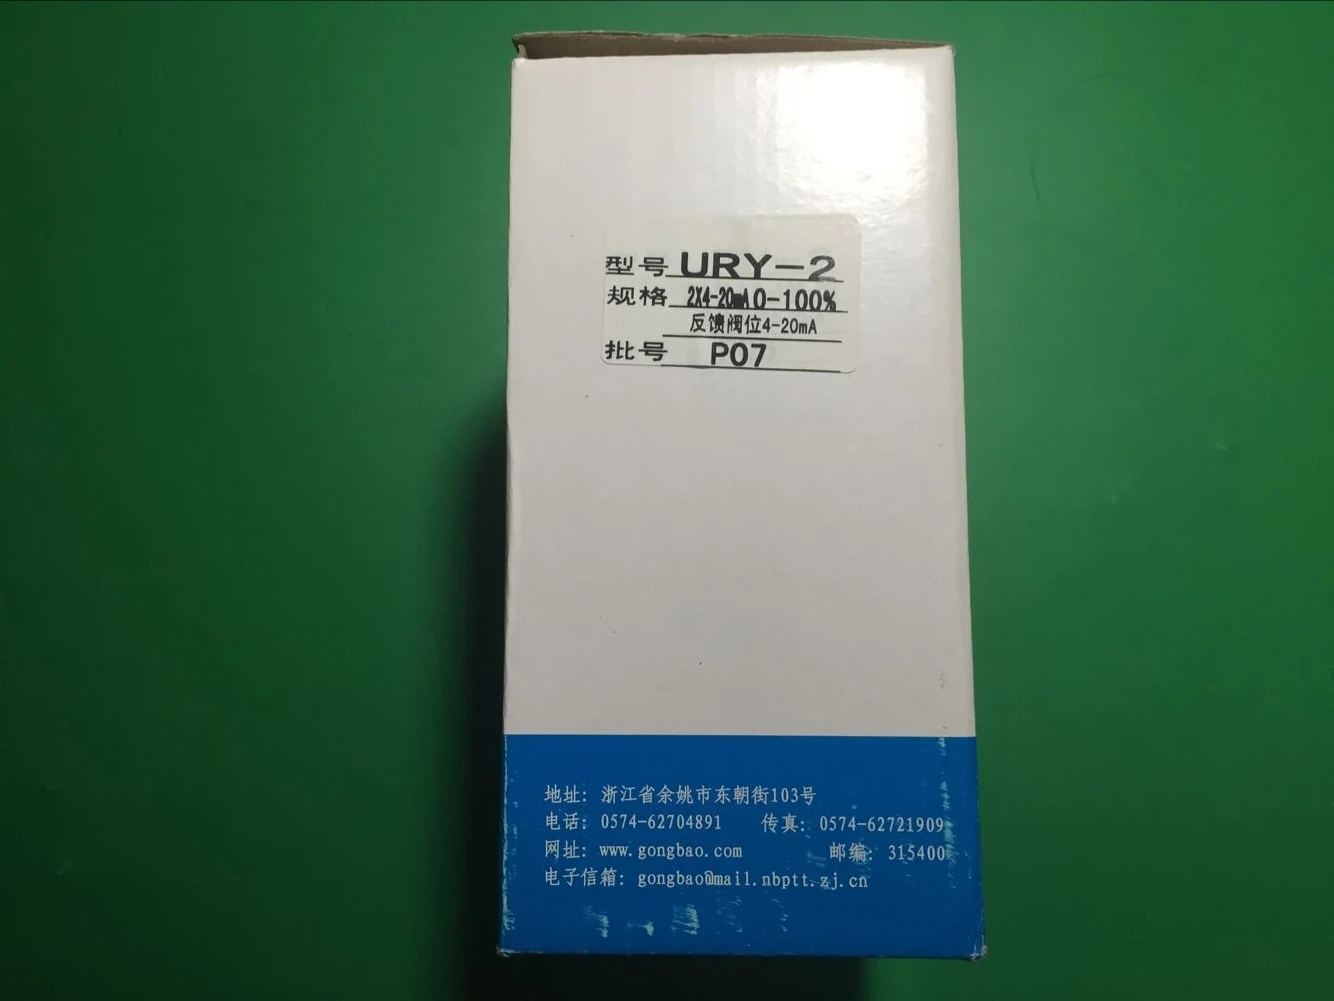 型号 URY-2
规格 2X4-20mA 0-100%
反馈阀位4-20mA
批号 P07
地址: 浙江省余姚市东朝街103号
电话: 0574-62704891 传真: 0574-62721909
网址: www.gongbao.com 邮编: 315400
电子信箱: gongbao@mail.nbptt.zj.cn